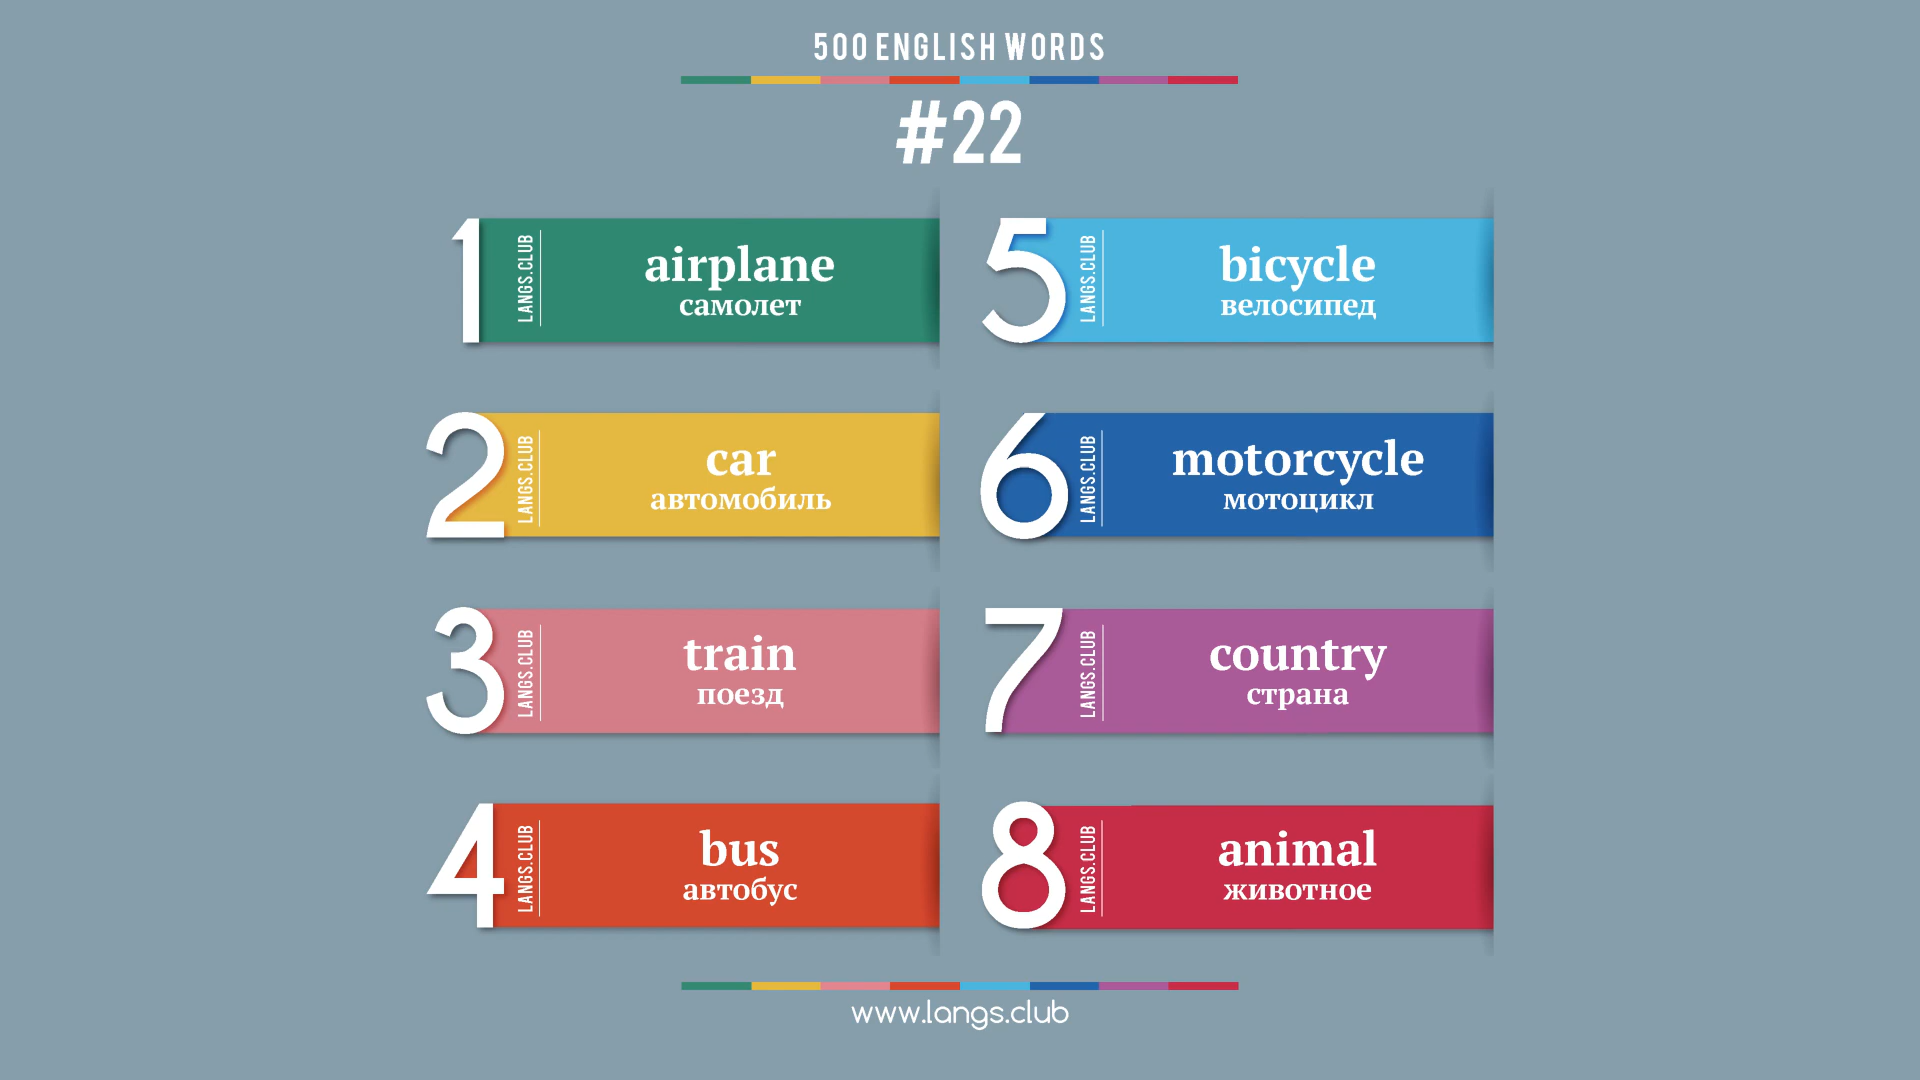 500 ENGLISH WORDS
#22
1
LANGS.CLUB
airplane
самолет
2
LANGS.CLUB
car
автомобиль
3
LANGS.CLUB
train
поезд
4
LANGS.CLUB
bus
автобус
5
LANGS.CLUB
bicycle
велосипед
6
LANGS.CLUB
motorcycle
мотоцикл
7
LANGS.CLUB
country
страна
8
LANGS.CLUB
animal
животное
www.langs.club